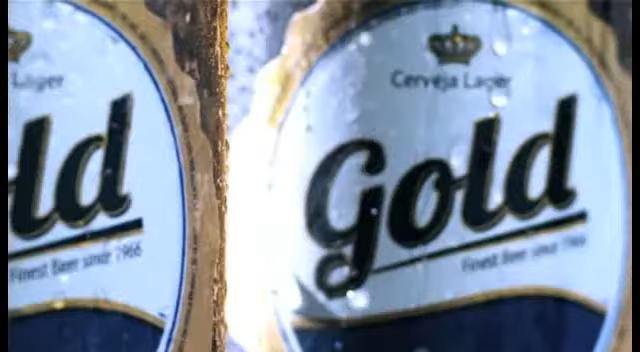 Lager
ld
Finest Beer since 1966
Cerveja Lager
Gold
Finest Beer since 1966